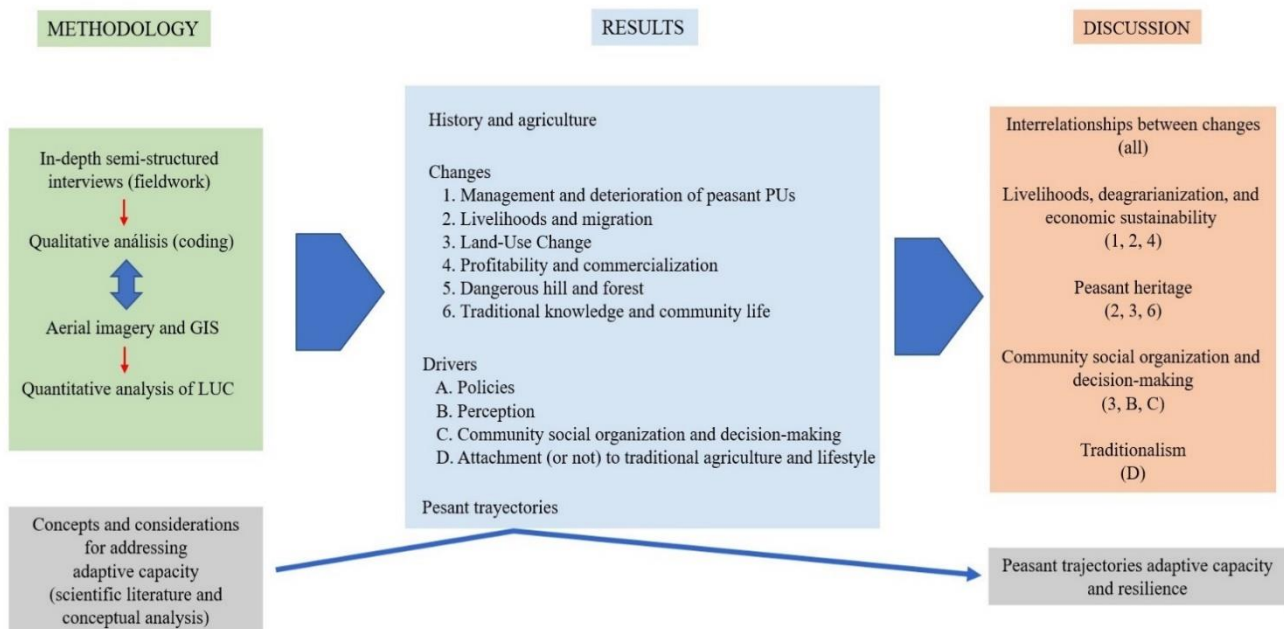 METHODOLOGY
In-depth semi-structured
interviews (fieldwork)
Qualitative análisis (coding)
Aerial imagery and GIS
Quantitative analysis of LUC
Concepts and considerations
for addressing
adaptive capacity
(scientific literature and
conceptual analysis)
RESULTS
History and agriculture
Changes
1. Management and deterioration of peasant PUs
2. Livelihoods and migration
3. Land-Use Change
4. Profitability and commercialization
5. Dangerous hill and forest
6. Traditional knowledge and community life
Drivers
A. Policies
B. Perception
C. Community social organization and decision-making
D. Attachment (or not) to traditional agriculture and lifestyle
Pesant trayectories
DISCUSSION
Interrelationships between changes
(all)
Livelihoods, deagrarianization, and
economic sustainability
(1, 2, 4)
Peasant heritage
(2, 3, 6)
Community social organization and
decision-making
(3, B, C)
Traditionalism
(D)
Peasant trajectories adaptive capacity
and resilience